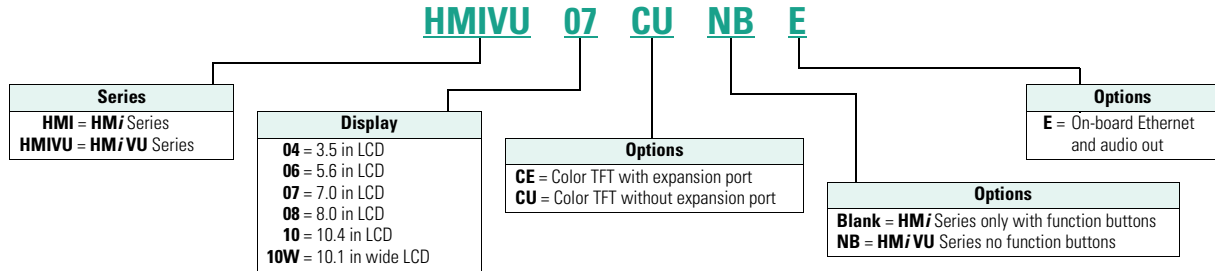 HMIVU 07 CU NB E
Series
HMI = HMi Series
HMIVU = HMi VU Series
Display
04 = 3.5 in LCD
06 = 5.6 in LCD
07 = 7.0 in LCD
08 = 8.0 in LCD
10 = 10.4 in LCD
10W = 10.1 in wide LCD
Options
CE = Color TFT with expansion port
CU = Color TFT without expansion port
Options
Blank = HMi Series only with function buttons
NB = HMi VU Series no function buttons
Options
E = On-board Ethernet
and audio out